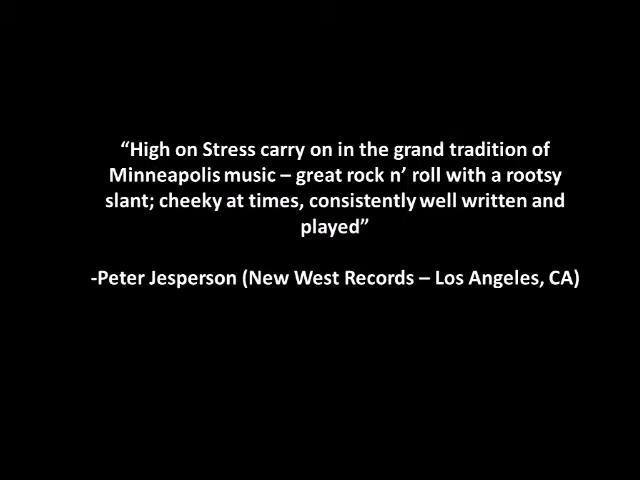 “High on Stress carry on in the grand tradition of
Minneapolis music – great rock n’ roll with a rootsy
slant; cheeky at times, consistently well written and
played”
-Peter Jesperson (New West Records – Los Angeles, CA)